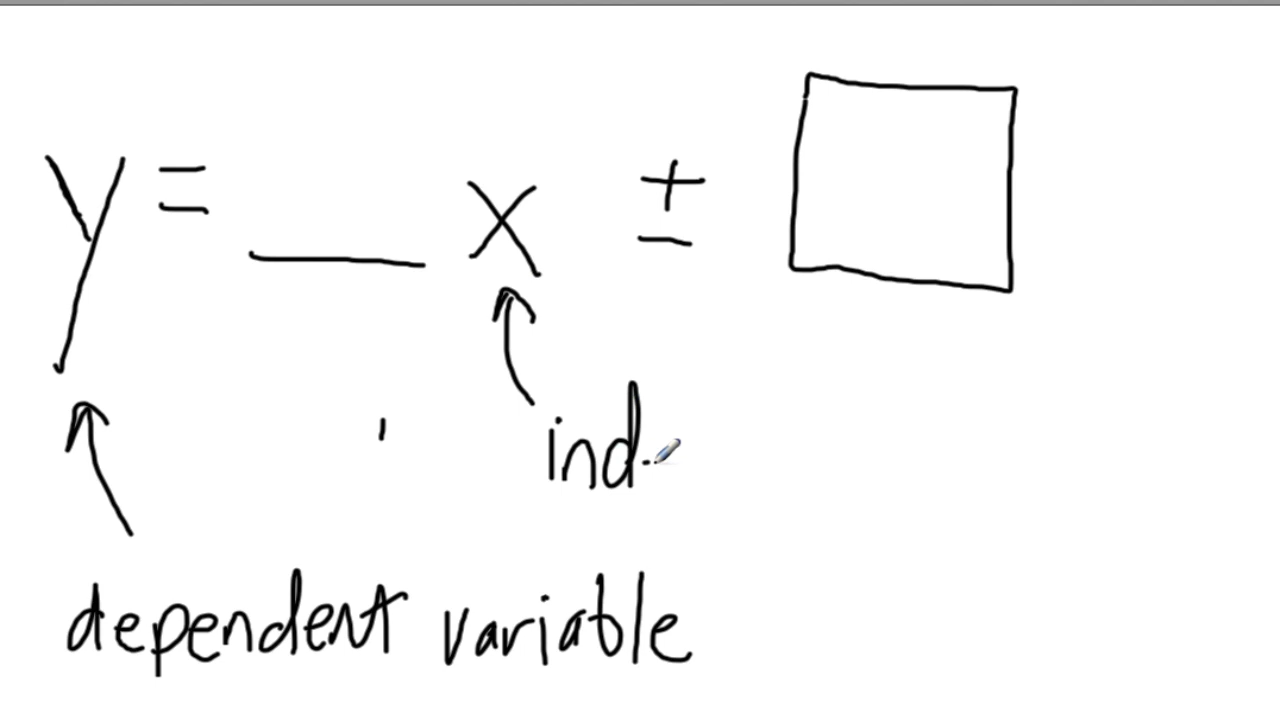 y = ___ x ±
ind
dependent variable